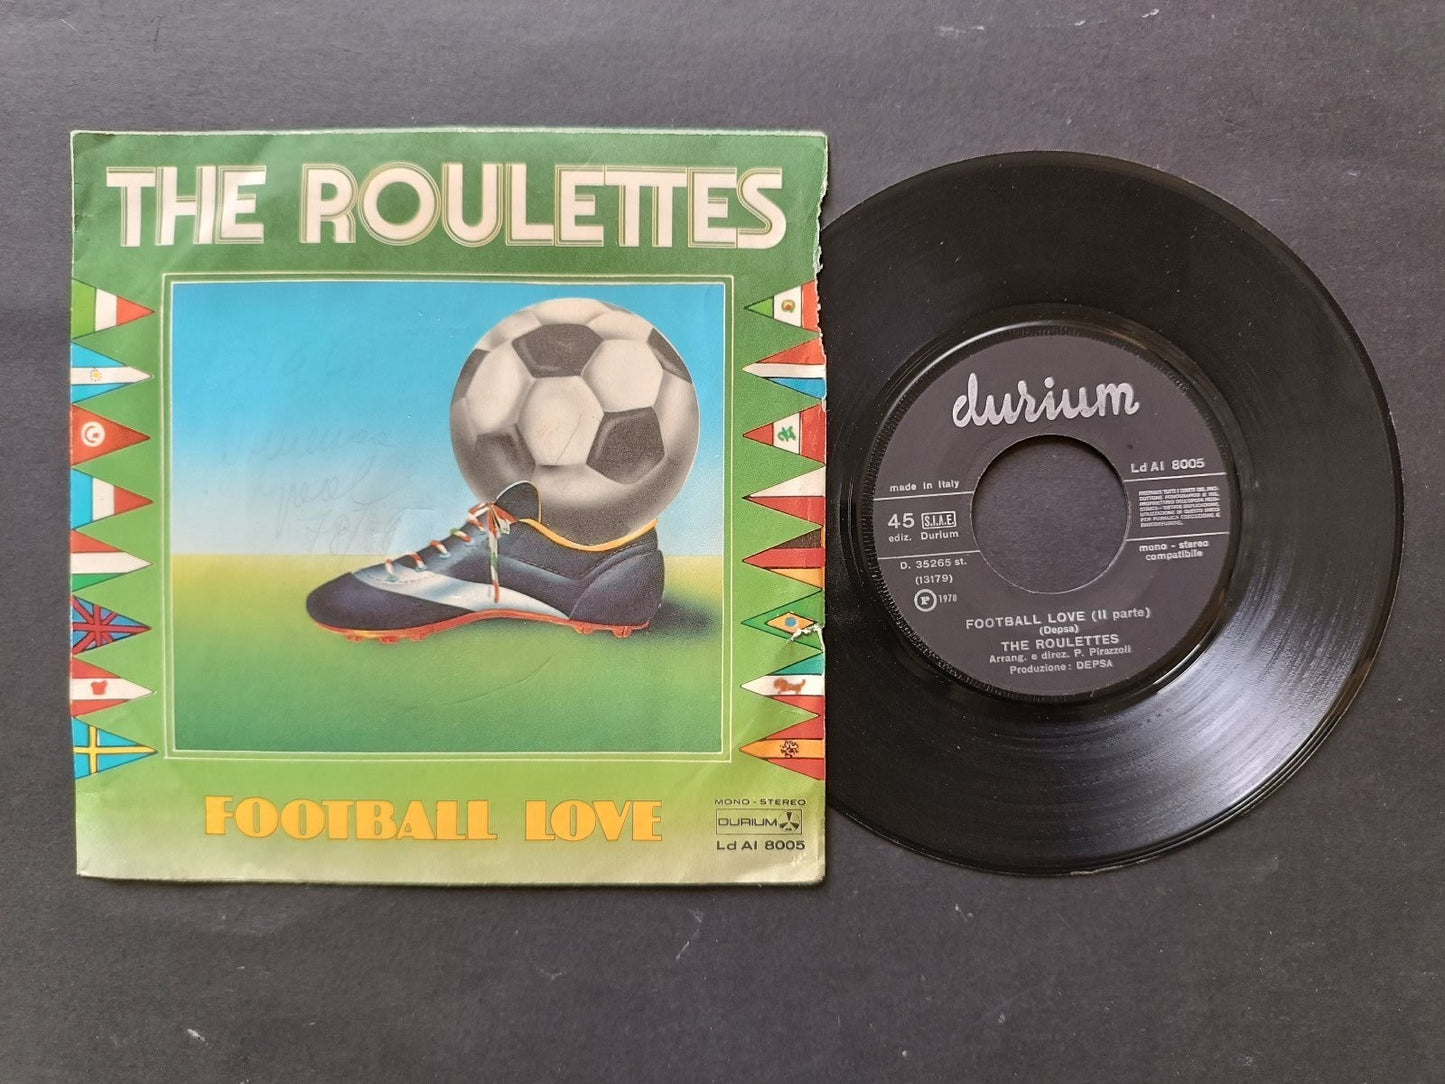 THE ROULETTES
FOOTBALL LOVE
MONO - STEREO
DURIUM
Ld AI 8005
durium
Ld AI 8005
made in Italy
45 S.I.A.E.
ediz. Durium
D. 35265 st.
(13179)
P 1978
mono - stereo
compatibile
FOOTBALL LOVE (II parte)
(Depsa)
THE ROULETTES
Arrang. e direz. P. Pirazzoli
Produzione: DEPSA